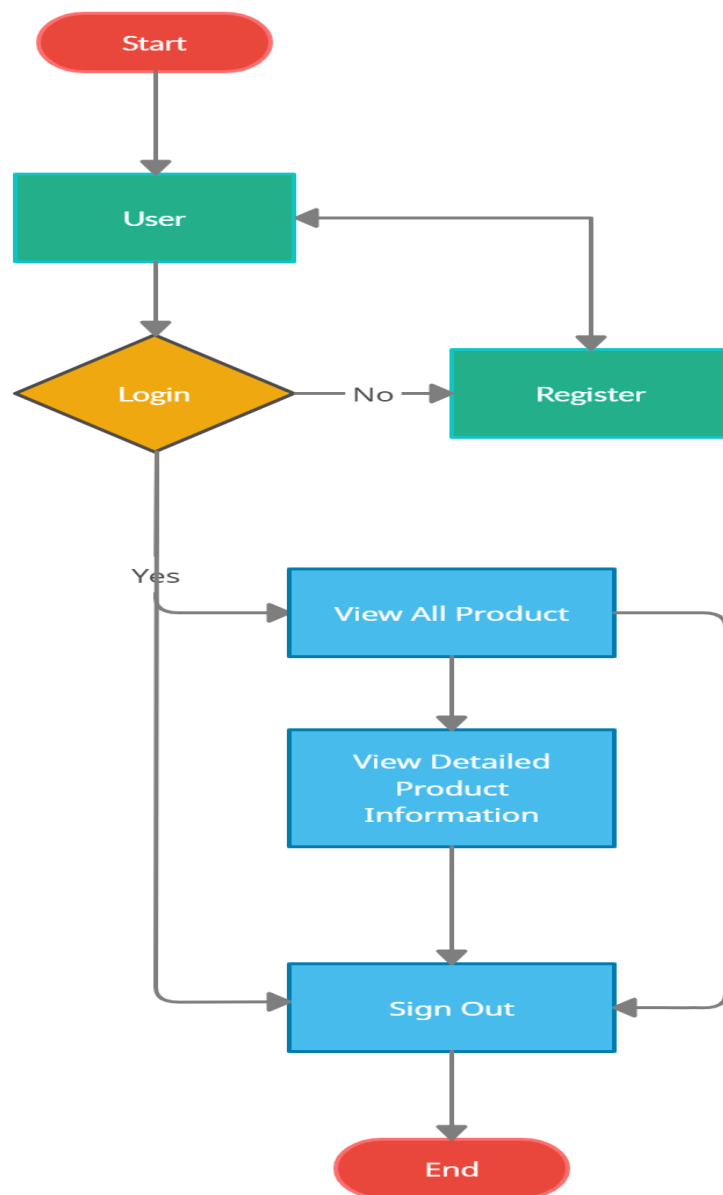 Start
User
Login
No
Register
Yes
View All Product
View Detailed
Product
Information
Sign Out
End